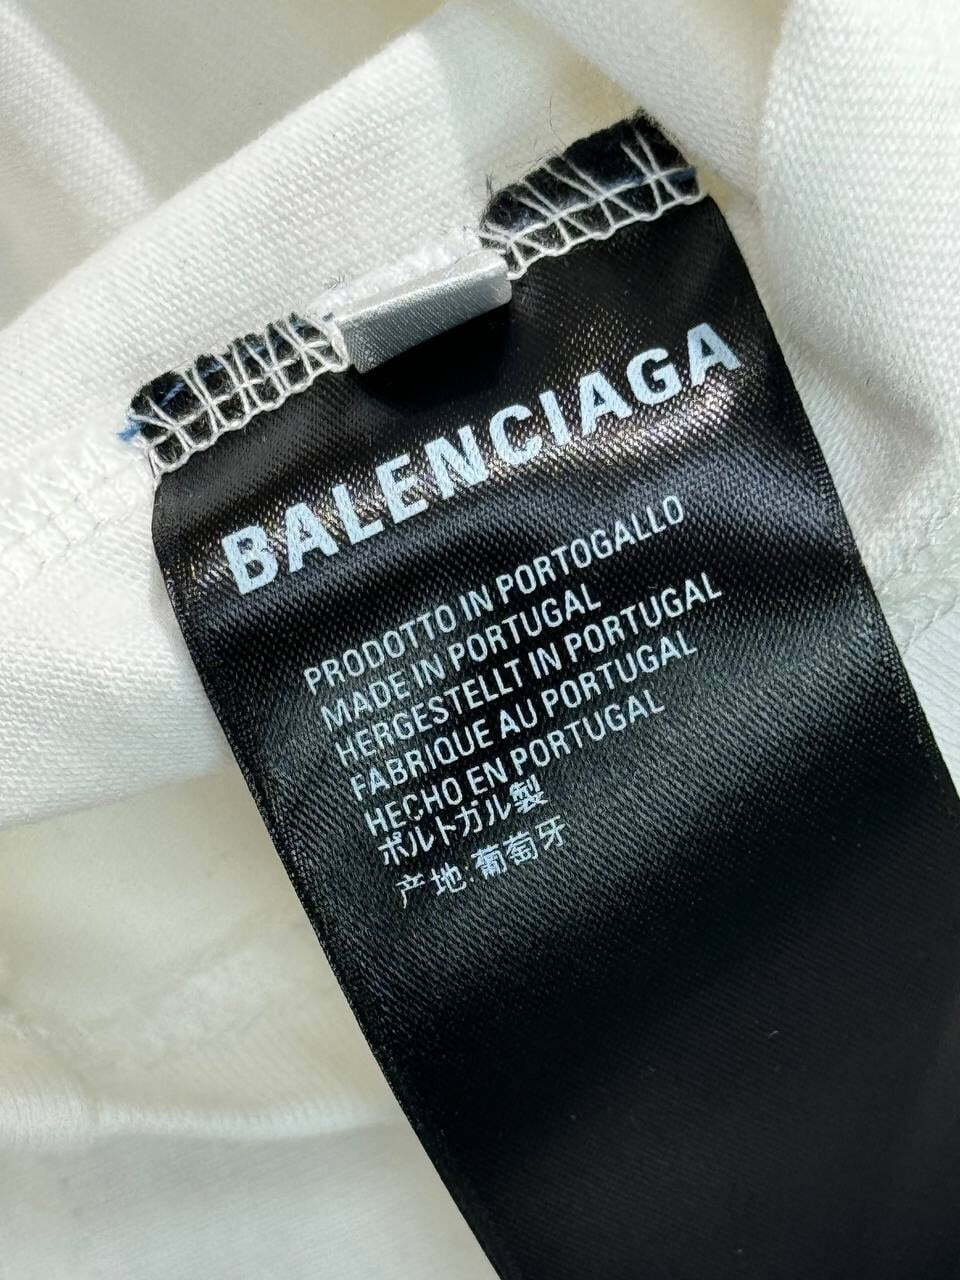 BALENCIAGA
PRODOTTO IN PORTOGALLO
MADE IN PORTUGAL
HERGESTELLT IN PORTUGAL
FABRIQUE AU PORTUGAL
HECHO EN PORTUGAL
ポルトカル製
产地:葡萄牙